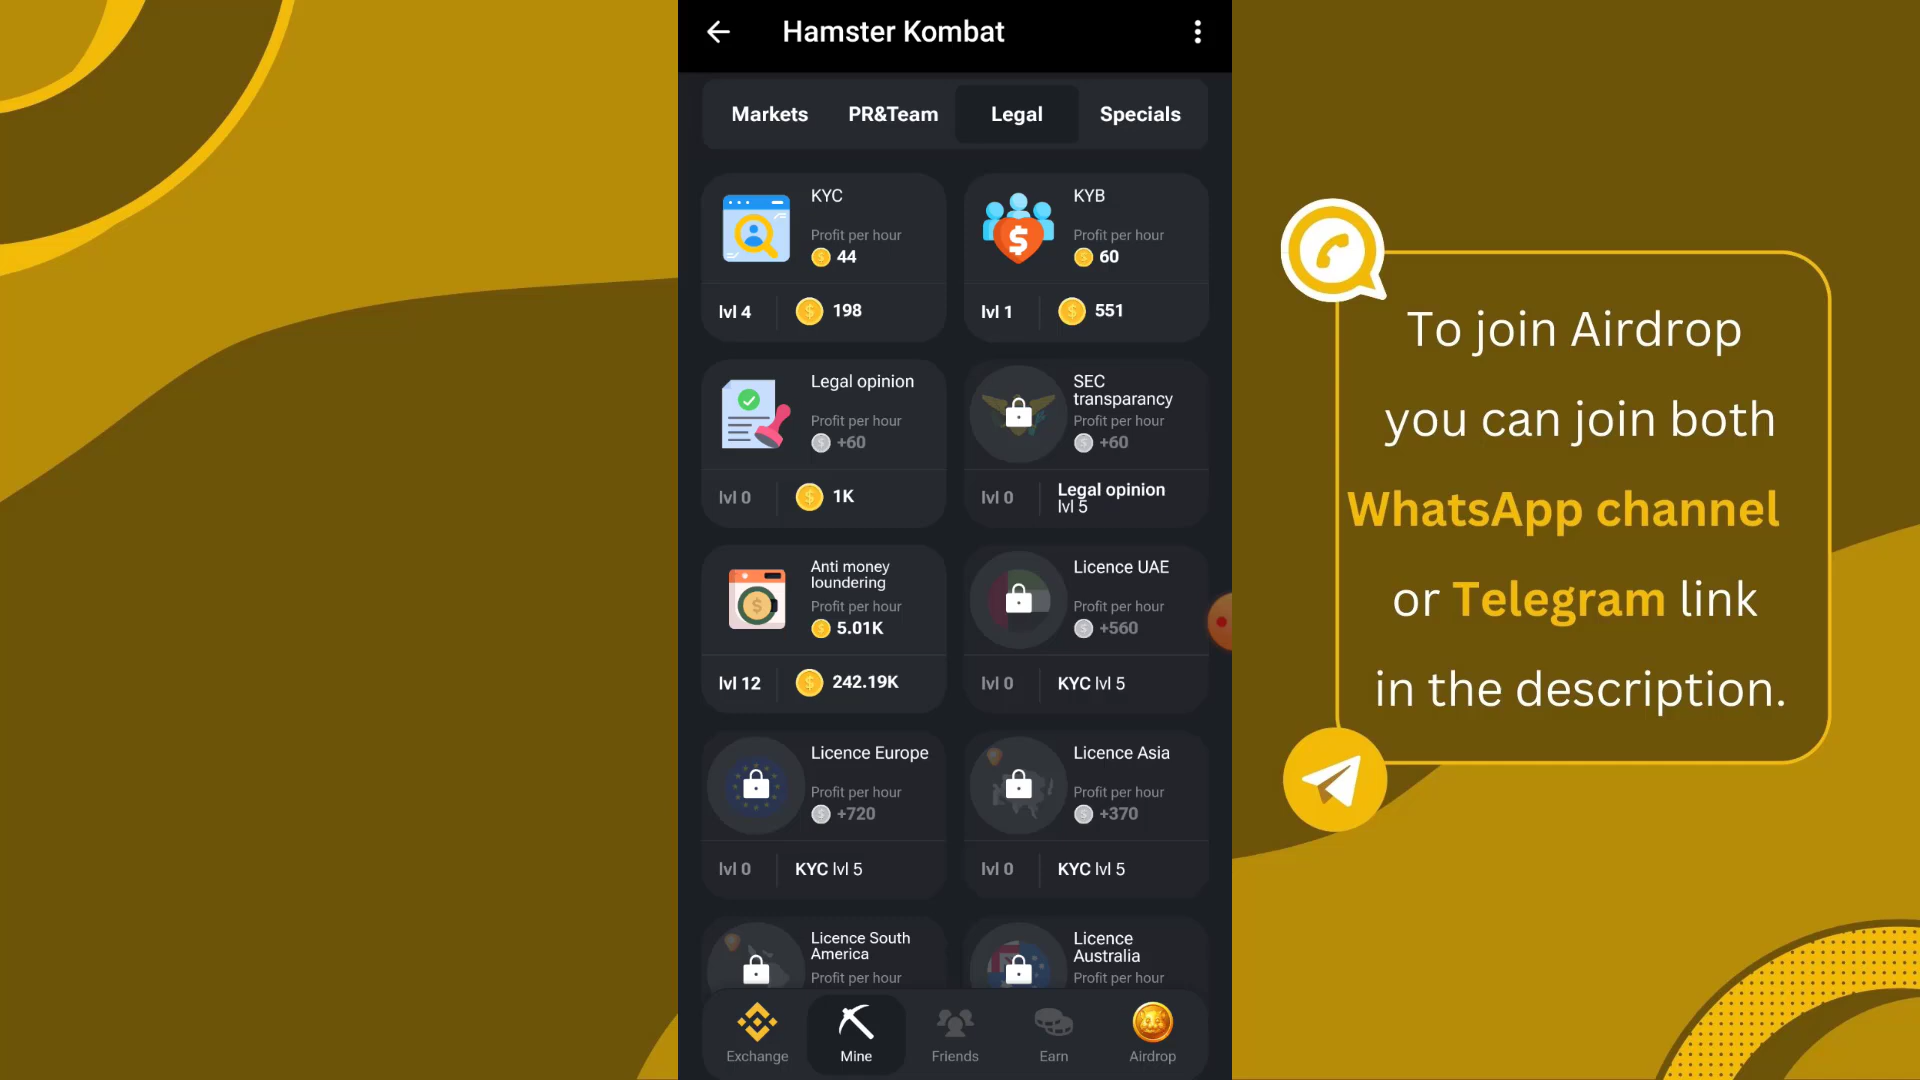 Hamster Kombat
Markets
PR&Team
Legal
Specials
KYC
Profit per hour
44
lvl 4
198
KYB
Profit per hour
60
lvl 1
551
Legal opinion
Profit per hour
+60
lvl 0
1K
SEC
transparancy
Profit per hour
+60
lvl 0
Legal opinion
lvl 5
Anti money
loundering
Profit per hour
5.01K
lvl 12
242.19K
Licence UAE
Profit per hour
+560
lvl 0
KYC lvl 5
Licence Europe
Profit per hour
+720
lvl 0
KYC lvl 5
Licence Asia
Profit per hour
+370
lvl 0
KYC lvl 5
Licence South
America
Profit per hour
Licence
Australia
Profit per hour
Exchange
Mine
Friends
Earn
Airdrop
To join Airdrop
you can join both
WhatsApp channel
or Telegram link
in the description.